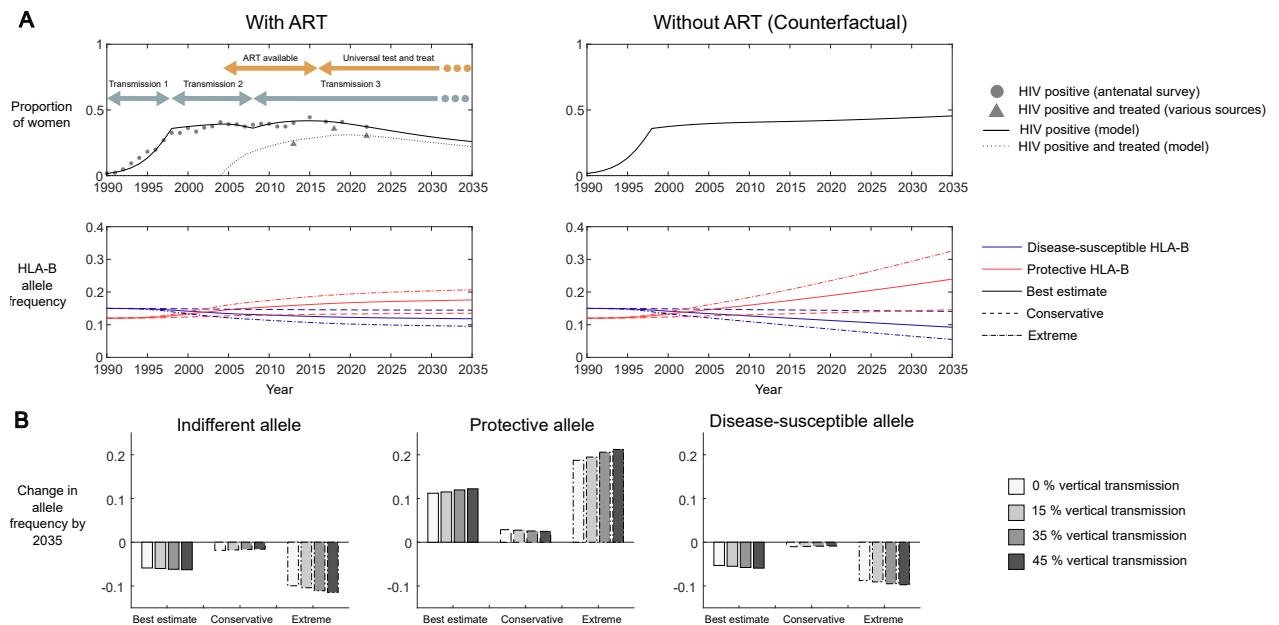 A
With ART
Without ART (Counterfactual)
1
0.5
0
Proportion
of women
ART available
Universal test and treat
Transmission 1
Transmission 2
Transmission 3
1990 1995 2000 2005 2010 2015 2020 2025 2030 2035
1
0.5
0
1990 1995 2000 2005 2010 2015 2020 2025 2030 2035
HIV positive (antenatal survey)
HIV positive and treated (various sources)
HIV positive (model)
HIV positive and treated (model)
HLA-B
allele
frequency
0.4
0.3
0.2
0.1
0
1990 1995 2000 2005 2010 2015 2020 2025 2030 2035
Year
0.4
0.3
0.2
0.1
0
1990 1995 2000 2005 2010 2015 2020 2025 2030 2035
Year
Disease-susceptible HLA-B
Protective HLA-B
Best estimate
Conservative
Extreme
B
Indifferent allele
Protective allele
Disease-susceptible allele
Change in
allele
frequency by
2035
0.2
0.1
0
-0.1
Best estimate Conservative Extreme
0.2
0.1
0
-0.1
Best estimate Conservative Extreme
0.2
0.1
0
-0.1
Best estimate Conservative Extreme
0 % vertical transmission
15 % vertical transmission
35 % vertical transmission
45 % vertical transmission